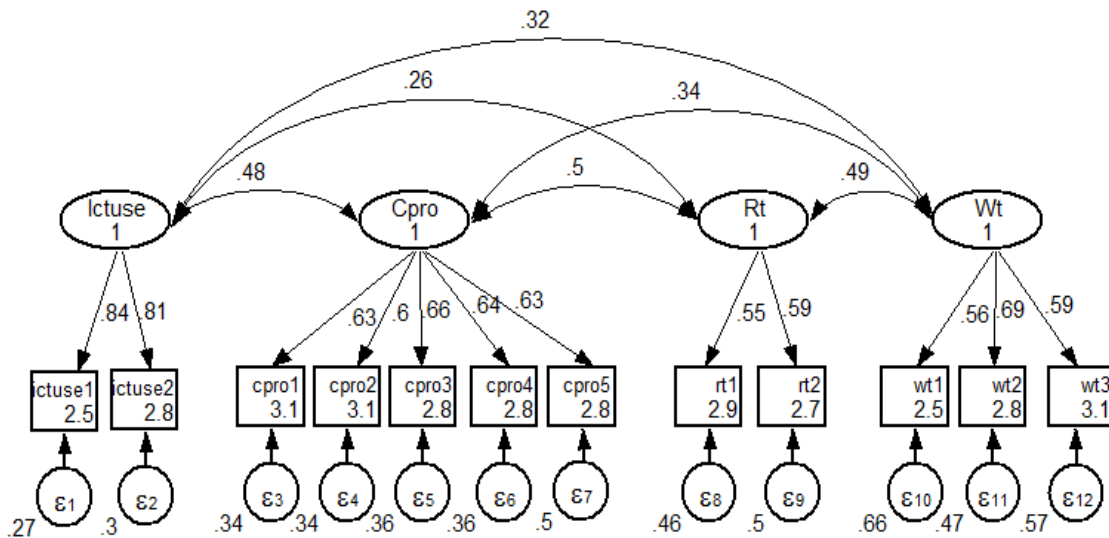 .32
.26
.34
.48
.5
.49
Ictuse
1
Cpro
1
Rt
1
Wt
1
.84
.81
.63
.6
.66
.64
.63
.55
.59
.56
.69
.59
ictuse1
2.5
ictuse2
2.8
cpro1
3.1
cpro2
3.1
cpro3
2.8
cpro4
2.8
cpro5
2.8
rt1
2.9
rt2
2.7
wt1
2.5
wt2
2.8
wt3
3.1
ε1
.27
ε2
.3
ε3
.34
ε4
.34
ε5
.36
ε6
.36
ε7
.5
ε8
.46
ε9
.5
ε10
.66
ε11
.47
ε12
.57